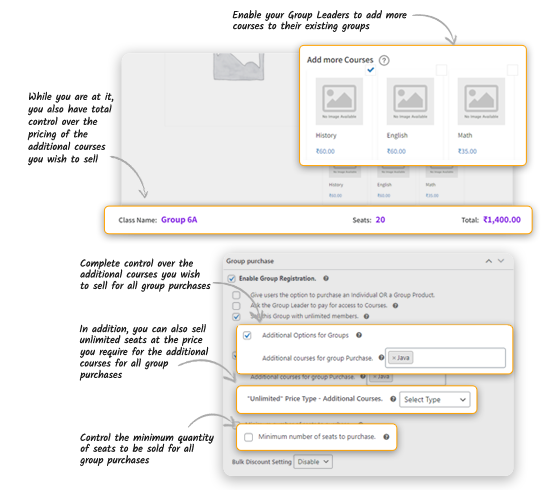 Enable your Group Leaders to add more
courses to their existing groups
Add more Courses ?
No Image Available
No Image Available
No Image Available
History
English
Math
₹60.00
₹60.00
₹35.00
While you are at it,
you also have total
control over the
pricing of the
additional courses
you wish to sell
History
English
Math
Class Name: Group 6A
Seats: 20
Total: ₹1,400.00
Complete control over the
additional courses you wish
to sell for all group purchases
Group purchase
Enable Group Registration. ?
Give users the option to purchase an Individual OR a Group Product.
Ask the Group Leader to pay for access to Courses. ?
this Group with unlimited members. ?
Additional Options for Groups
Additional courses for group Purchase. ? × Java
In addition, you can also sell
unlimited seats at the price
you require for the additional
courses for all group
purchases
Additional courses for group Purchase. ? × Java
"Unlimited" Price Type - Additional Courses. ? Select Type
Control the minimum quantity
of seats to be sold for all
group purchases
Minimum number of seats to purchase. ?
Bulk Discount Setting Disable